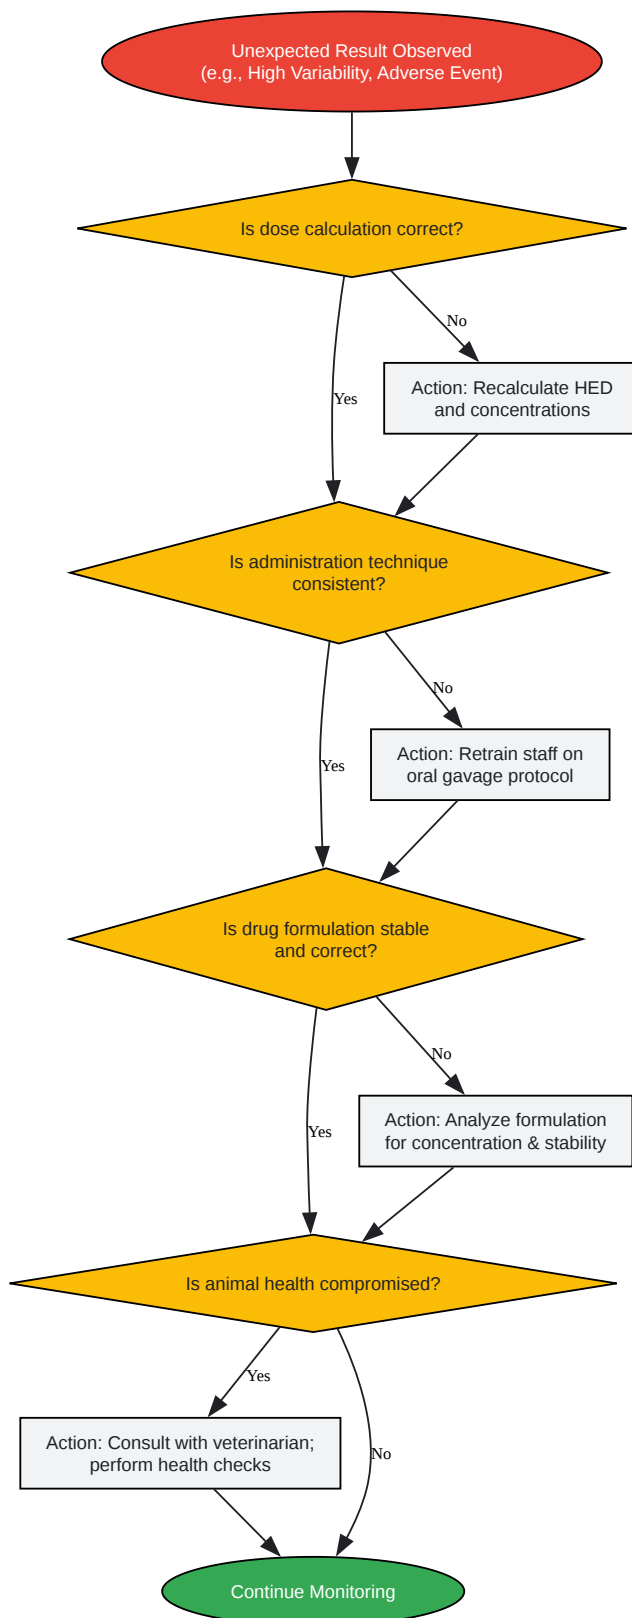 Unexpected Result Observed
(e.g., High Variability, Adverse Event)
Is dose calculation correct?
No
Yes
Action: Recalculate HED
and concentrations
Is administration technique
consistent?
No
Yes
Action: Retrain staff on
oral gavage protocol
Is drug formulation stable
and correct?
No
Yes
Action: Analyze formulation
for concentration & stability
Is animal health compromised?
Yes
No
Action: Consult with veterinarian;
perform health checks
Continue Monitoring